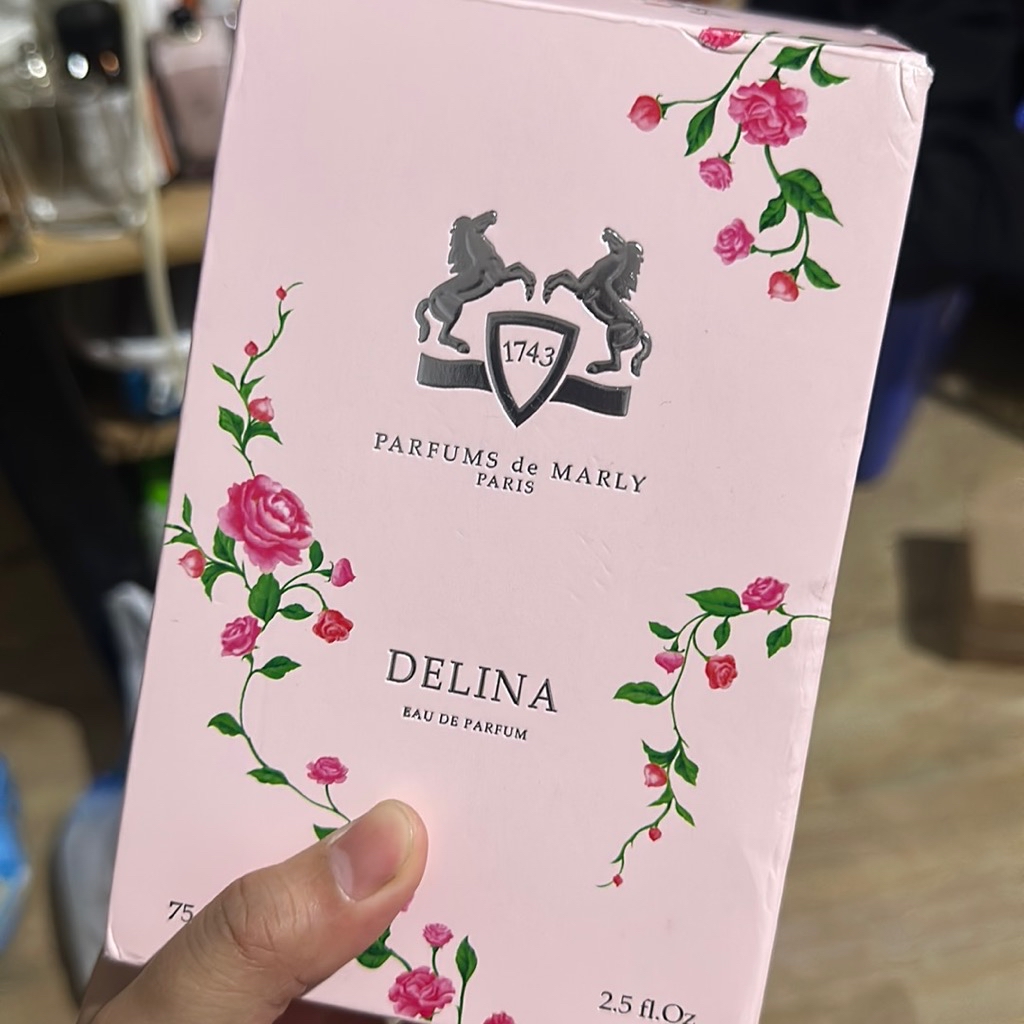 1743
PARFUMS de MARLY
PARIS
DELINA
EAU DE PARFUM
75
2.5 fl.Oz